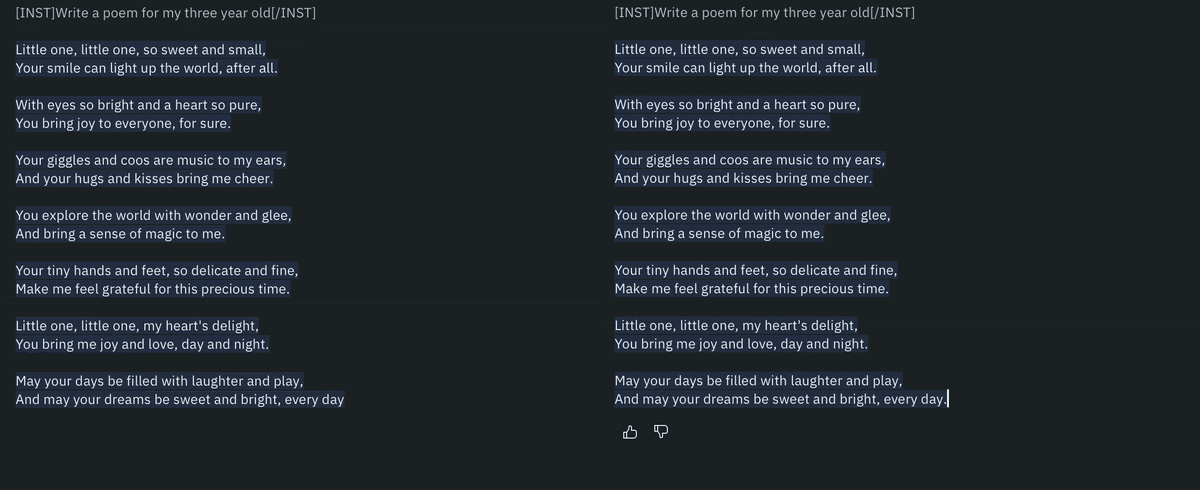 [INST]Write a poem for my three year old[/INST]
Little one, little one, so sweet and small,
Your smile can light up the world, after all.
With eyes so bright and a heart so pure,
You bring joy to everyone, for sure.
Your giggles and coos are music to my ears,
And your hugs and kisses bring me cheer.
You explore the world with wonder and glee,
And bring a sense of magic to me.
Your tiny hands and feet, so delicate and fine,
Make me feel grateful for this precious time.
Little one, little one, my heart's delight,
You bring me joy and love, day and night.
May your days be filled with laughter and play,
And may your dreams be sweet and bright, every day
[INST]Write a poem for my three year old[/INST]
Little one, little one, so sweet and small,
Your smile can light up the world, after all.
With eyes so bright and a heart so pure,
You bring joy to everyone, for sure.
Your giggles and coos are music to my ears,
And your hugs and kisses bring me cheer.
You explore the world with wonder and glee,
And bring a sense of magic to me.
Your tiny hands and feet, so delicate and fine,
Make me feel grateful for this precious time.
Little one, little one, my heart's delight,
You bring me joy and love, day and night.
May your days be filled with laughter and play,
And may your dreams be sweet and bright, every day.